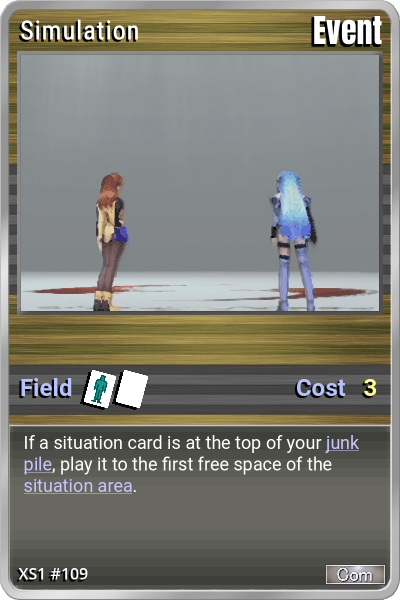 Simulation
Event
Field
Cost 3
If a situation card is at the top of your junk
pile, play it to the first free space of the
situation area.
XS1 #109
Com